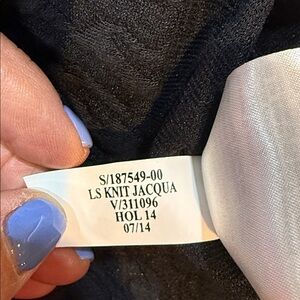 S/187549-00
LS KNIT JACQUA
V/311096
HOL 14
07/14